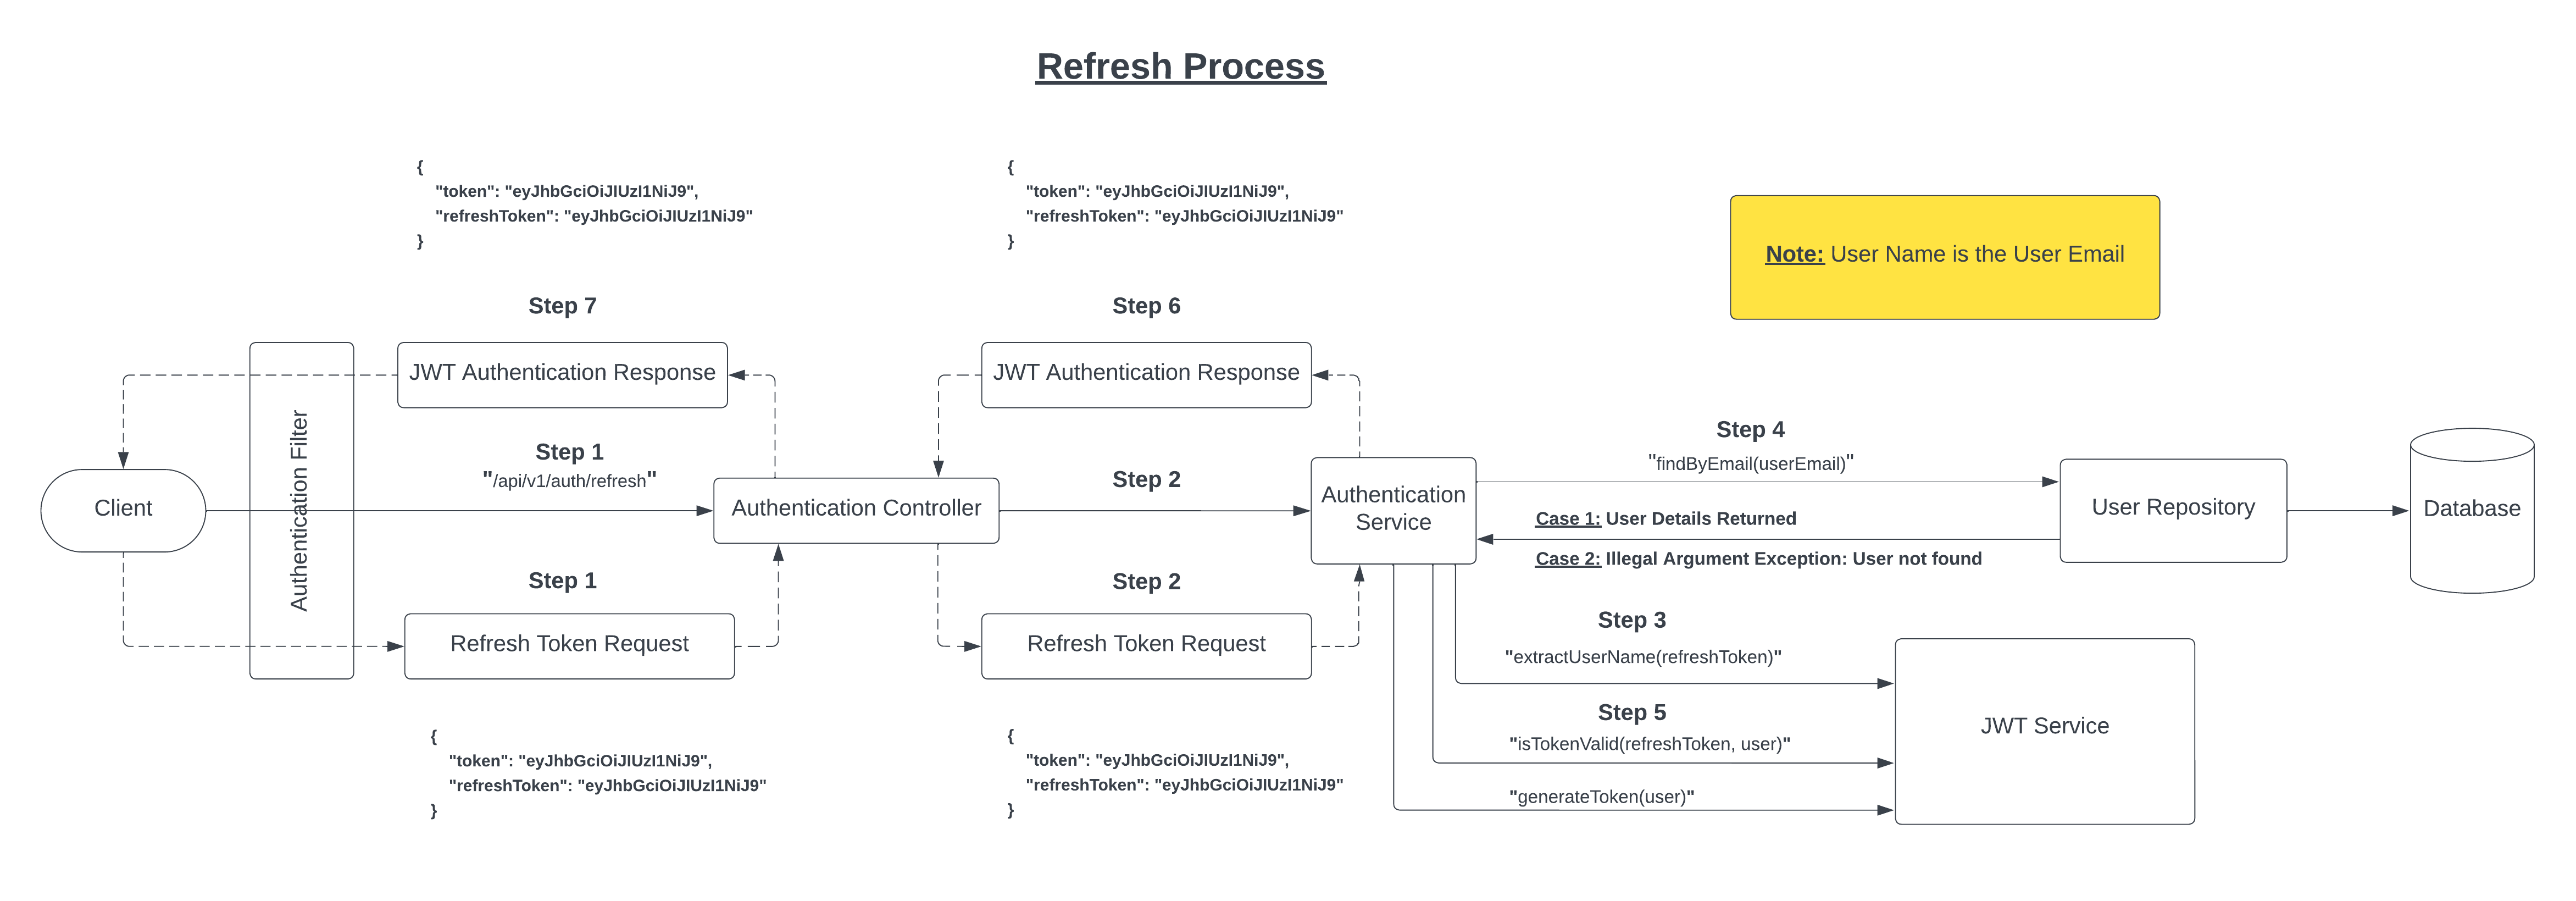 Refresh Process
{
"token": "eyJhbGciOiJIUzI1NiJ9",
"refreshToken": "eyJhbGciOiJIUzI1NiJ9"
}
{
"token": "eyJhbGciOiJIUzI1NiJ9",
"refreshToken": "eyJhbGciOiJIUzI1NiJ9"
}
Note: User Name is the User Email
Step 7
Step 6
JWT Authentication Response
JWT Authentication Response
Authentication Filter
Step 1
"/api/v1/auth/refresh"
Step 2
Step 4
"findByEmail(userEmail)"
Client
Authentication Controller
Authentication
Service
Case 1: User Details Returned
Case 2: Illegal Argument Exception: User not found
User Repository
Database
Step 1
Step 2
Refresh Token Request
Refresh Token Request
Step 3
"extractUserName(refreshToken)"
Step 5
"isTokenValid(refreshToken, user)"
"generateToken(user)"
JWT Service
{
"token": "eyJhbGciOiJIUzI1NiJ9",
"refreshToken": "eyJhbGciOiJIUzI1NiJ9"
}
{
"token": "eyJhbGciOiJIUzI1NiJ9",
"refreshToken": "eyJhbGciOiJIUzI1NiJ9"
}